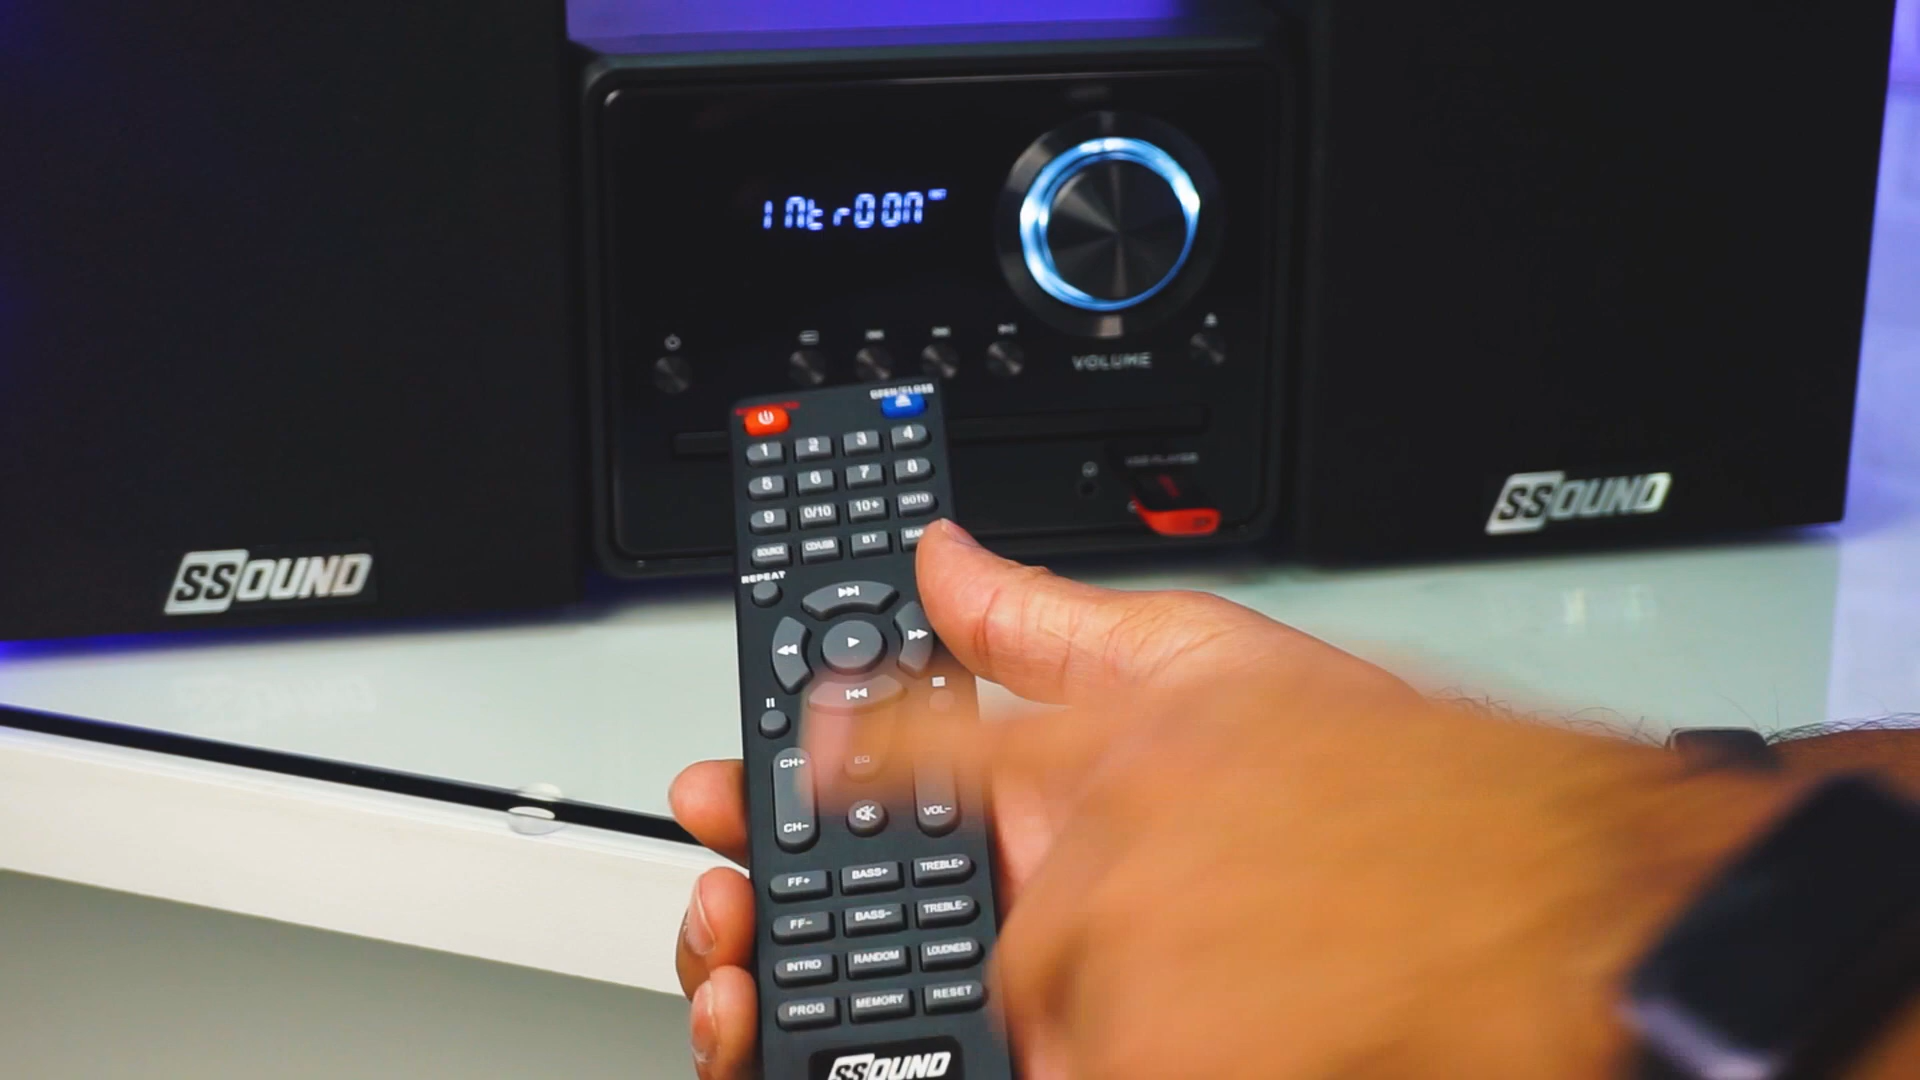 INtrOON
VOLUME
SSOUND
SSOUND
OPEN/CLOSE
1 2 3 4
5 6 7 8
9 0/10 10+ GOTO
SOURCE CD/USB BT
REPEAT
EQ
CH+
CH-
VOL-
FF+ BASS+ TREBLE+
FF- BASS- TREBLE-
INTRO RANDOM LOUDNESS
PROG MEMORY RESET
SSOUND